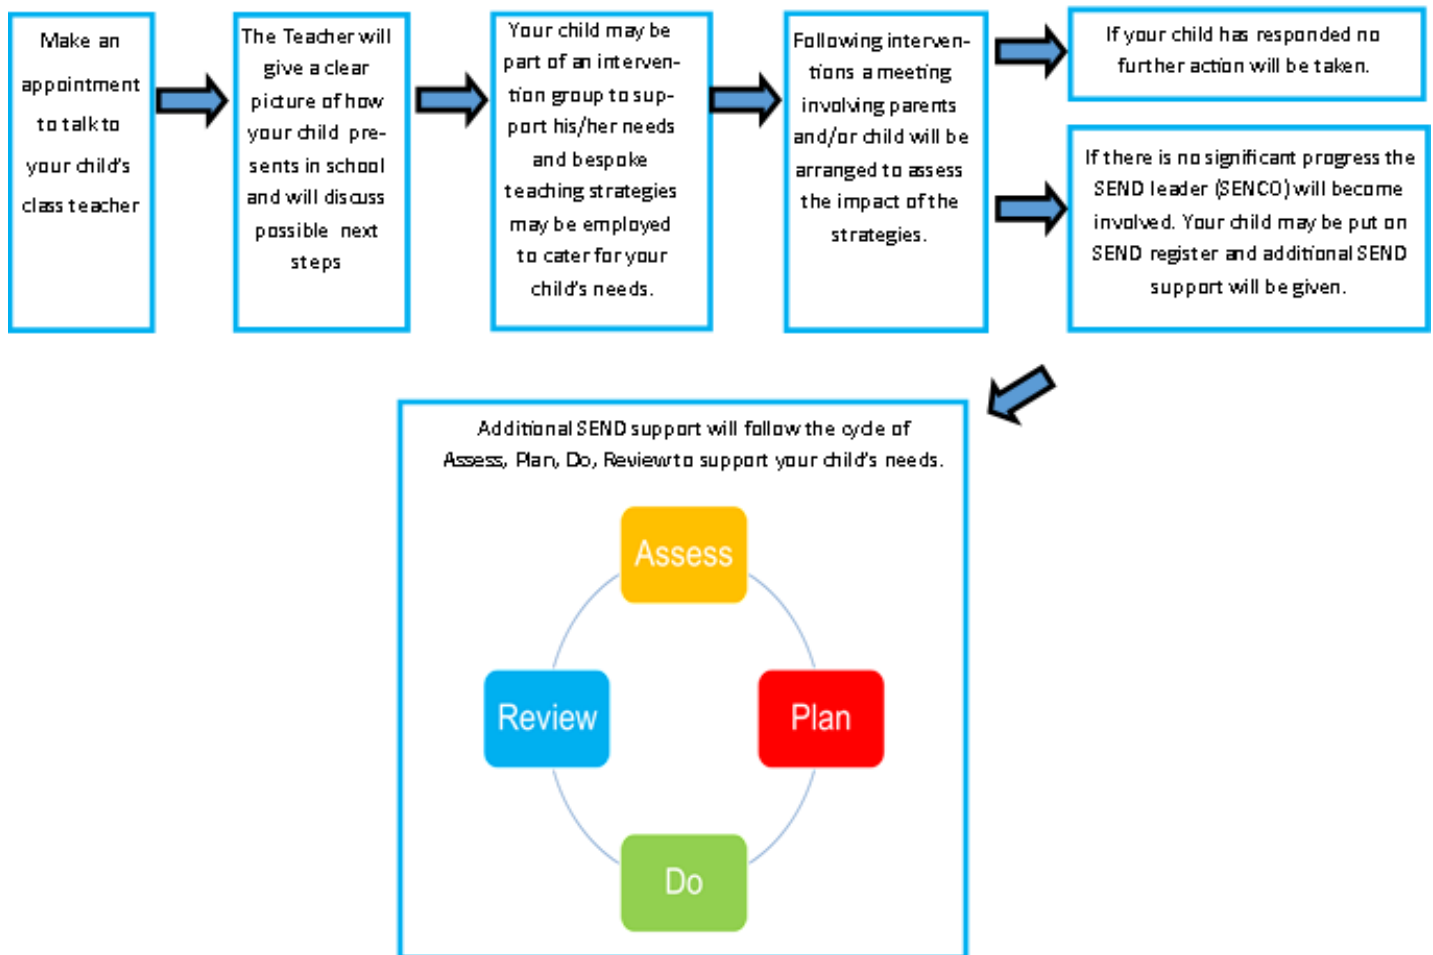 Make an
appointment
to talk to
your child's
class teacher
The Teacher will
give a clear
picture of how
your child pre-
sents in school
and will discuss
possible next
steps
Your child may be
part of an interven-
tion group to sup-
port his/her needs
and bespoke
teaching strategies
may be employed
to cater for your
child's needs.
Following interven-
tions a meeting
involving parents
and/or child will be
arranged to assess
the impact of the
strategies.
If your child has responded no
further action will be taken.
If there is no significant progress the
SEND leader (SENCO) will become
involved. Your child may be put on
SEND register and additional SEND
support will be given.
Additional SEND support will follow the cycle of
Assess, Plan, Do, Review to support your child's needs.
Assess
Plan
Do
Review